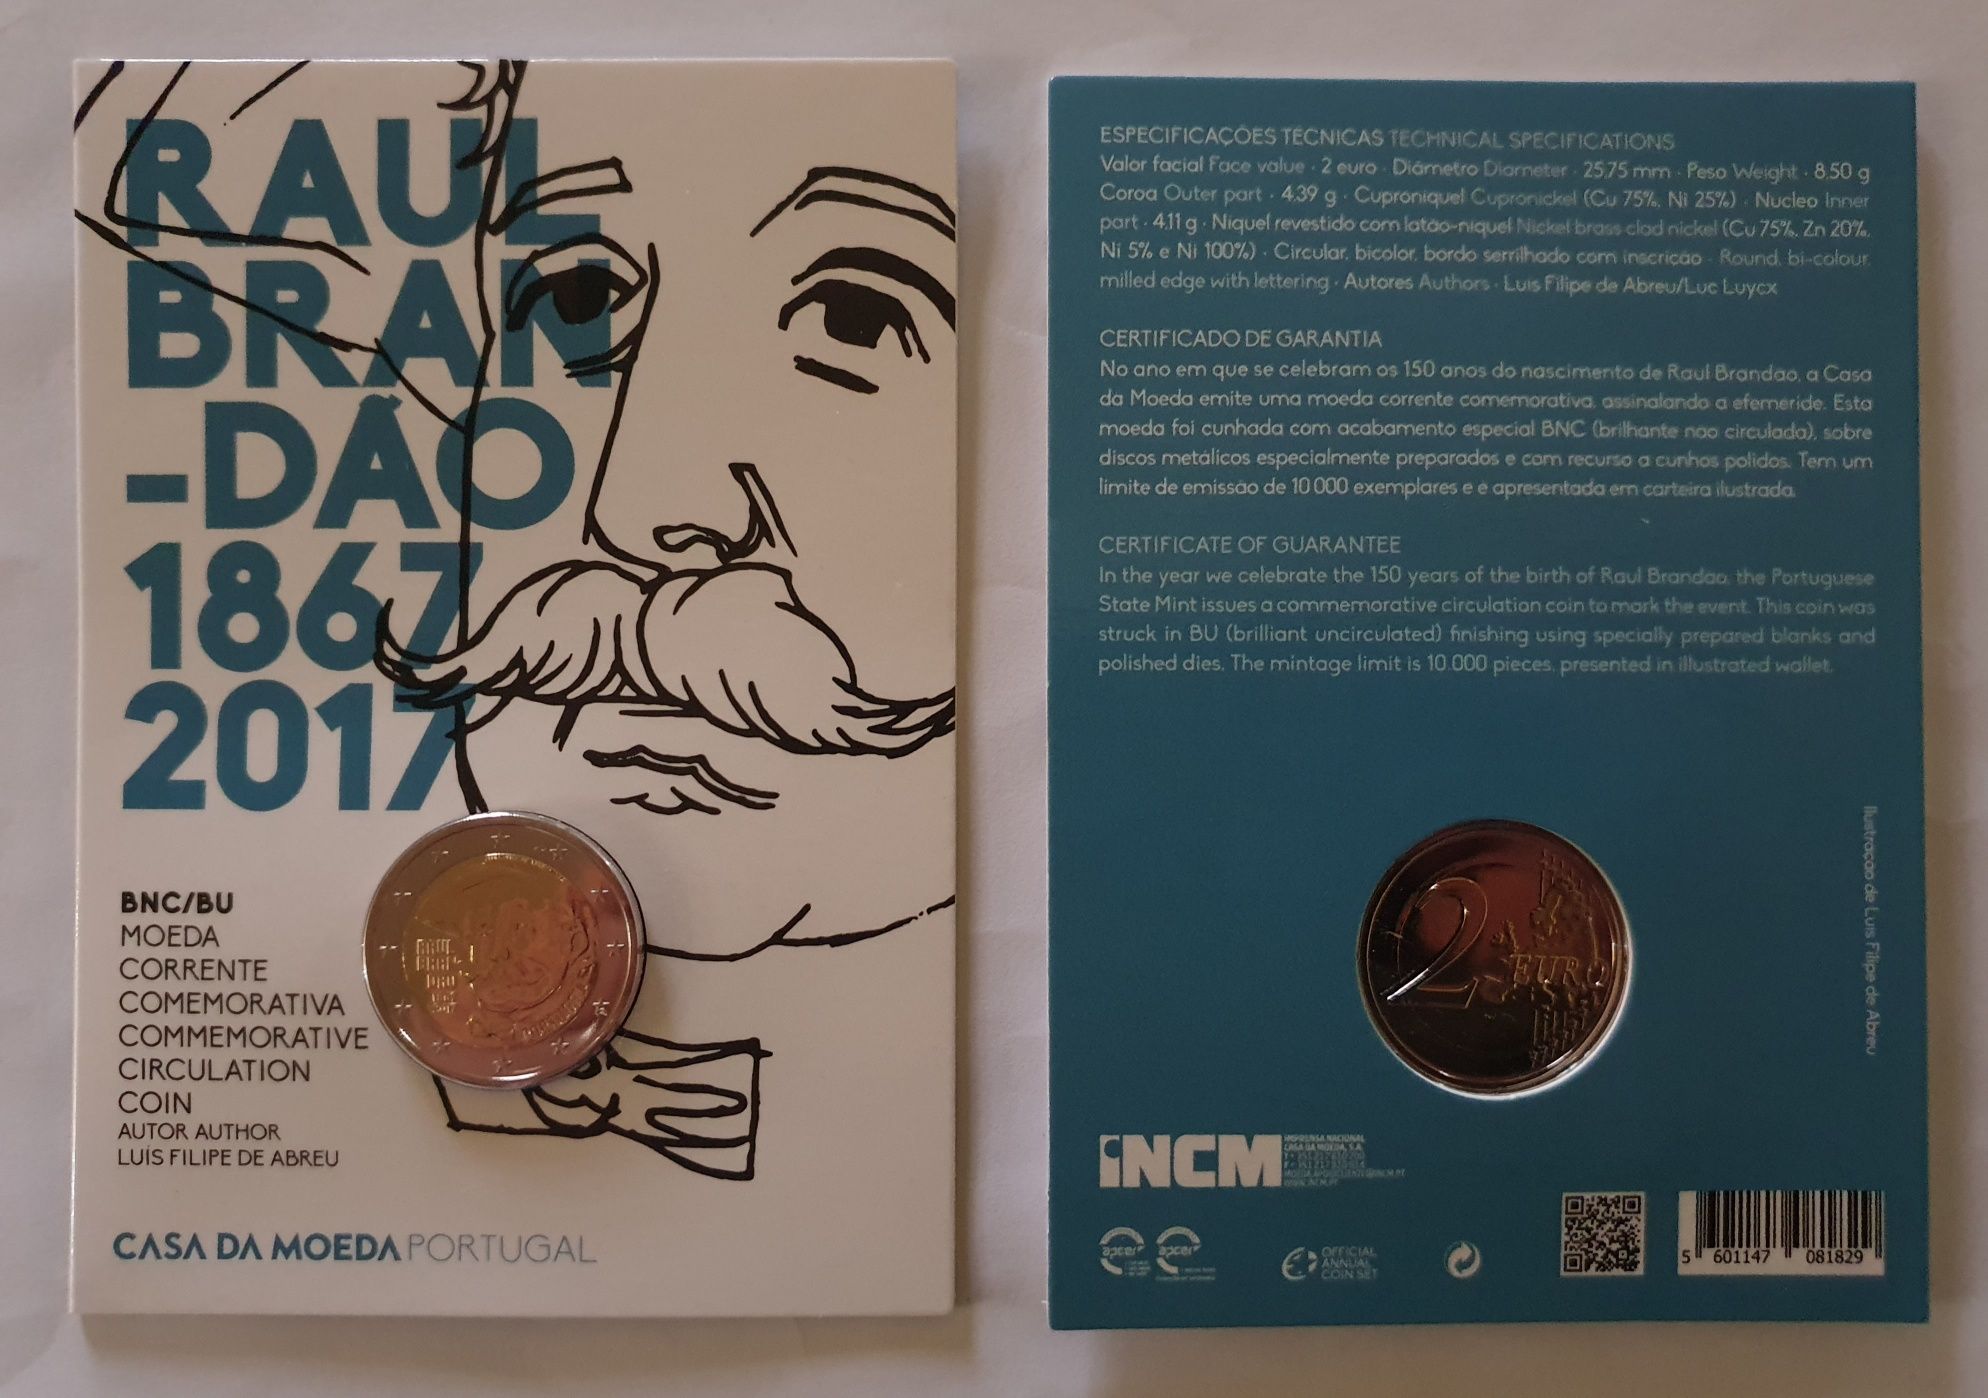 RAUL
BRAN
-DÃO
1867
2017
BNC/BU
MOEDA
CORRENTE
COMEMORATIVA
COMMEMORATIVE
CIRCULATION
COIN
AUTOR AUTHOR
LUÍS FILIPE DE ABREU
CASA DA MOEDA PORTUGAL
ESPECIFICAÇÕES TÉCNICAS TECHNICAL SPECIFICATIONS
Valor facial Face value · 2 euro · Diâmetro Diameter · 25,75 mm · Peso Weight · 8.50 g
Coroa Outer part · 4.39 g · Cuproníquel Cupronickel (Cu 75%, Ni 25%) · Nucleo Inner
part · 4.11 g · Níquel revestido com latão-níquel Nickel brass clad nickel (Cu 75%, Zn 20%,
Ni 5% e Ni 100%) · Circular, bicolor, bordo serrilhado com inscrição · Round, bi-colour,
milled edge with lettering · Autores Authors · Luís Filipe de Abreu/Luc Luycx
CERTIFICADO DE GARANTIA
No ano em que se celebram os 150 anos do nascimento de Raul Brandão, a Casa
da Moeda emite uma moeda corrente comemorativa, assinalando a efeméride. Esta
moeda foi cunhada com acabamento especial BNC (brilhante não circulada), sobre
discos metálicos especialmente preparados e com recurso a cunhos polidos. Tem um
limite de emissão de 10 000 exemplares e é apresentada em carteira ilustrada.
CERTIFICATE OF GUARANTEE
In the year we celebrate the 150 years of the birth of Raul Brandão, the Portuguese
State Mint issues a commemorative circulation coin to mark the event. This coin was
struck in BU (brilliant uncirculated) finishing using specially prepared blanks and
polished dies. The mintage limit is 10.000 pieces, presented in illustrated wallet.
Ilustração de Luís Filipe de Abreu
2 EURO
INCM
IMPRENSA NACIONAL
CASA DA MOEDA, S.A.
WWW.INCM.PT
apcer
apcer
OFFICIAL
ANNUAL
COIN SET
5 601147 081829